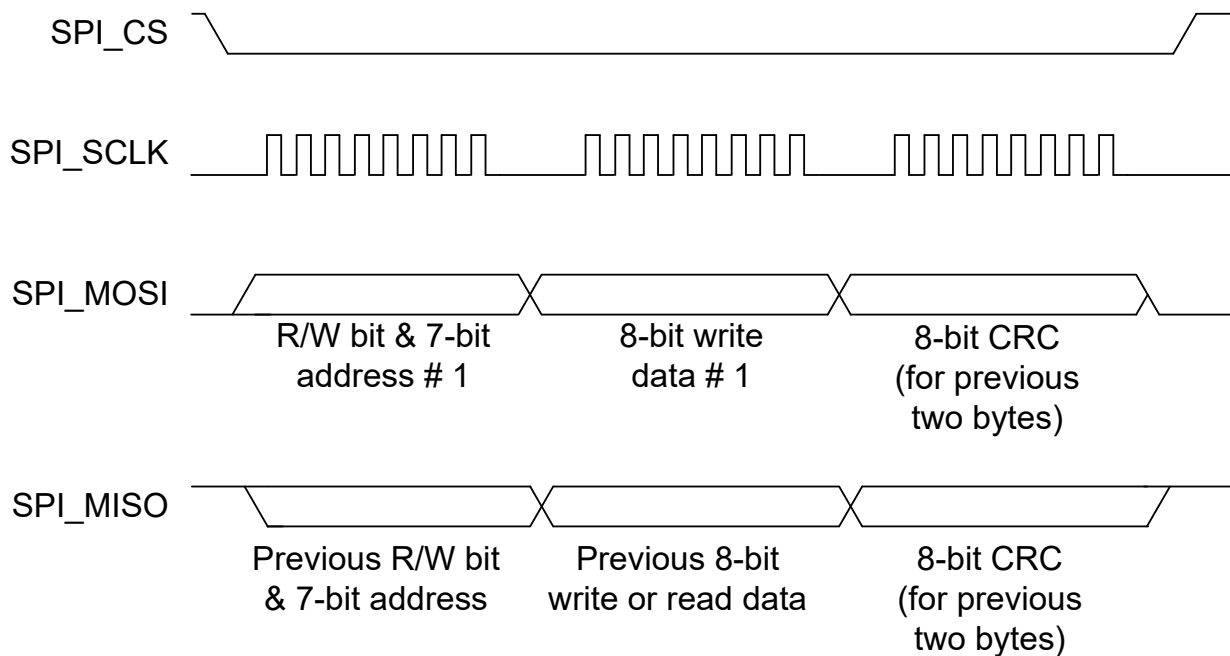 SPI_CS
SPI_SCLK
SPI_MOSI
R/W bit & 7-bit
address # 1
8-bit write
data # 1
8-bit CRC
(for previous
two bytes)
SPI_MISO
Previous R/W bit
& 7-bit address
Previous 8-bit
write or read data
8-bit CRC
(for previous
two bytes)